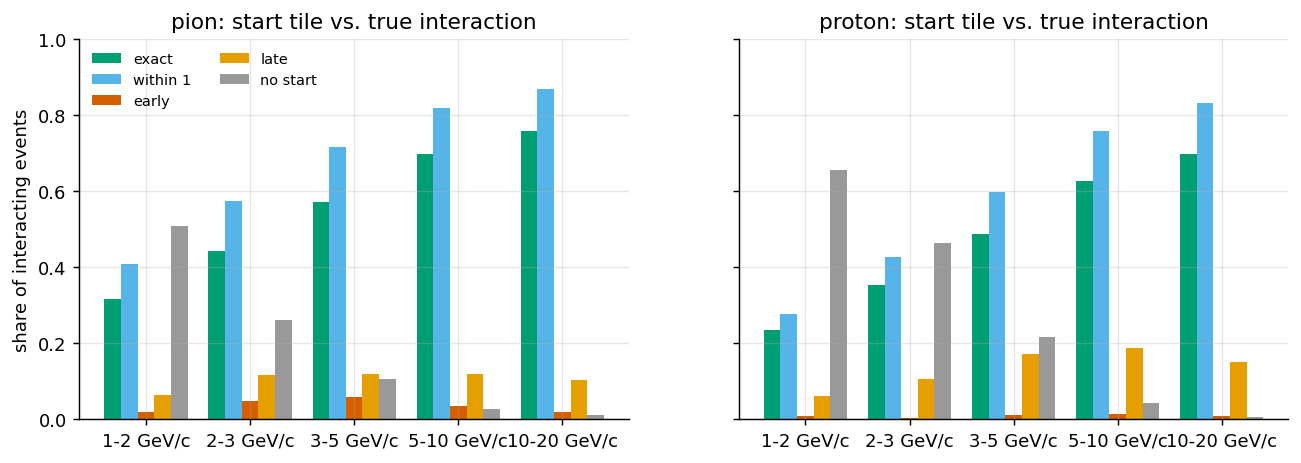 pion: start tile vs. true interaction
proton: start tile vs. true interaction
exact
within 1
early
late
no start
share of interacting events
1.0
0.8
0.6
0.4
0.2
0.0
1-2 GeV/c 2-3 GeV/c 3-5 GeV/c 5-10 GeV/c 10-20 GeV/c
1-2 GeV/c 2-3 GeV/c 3-5 GeV/c 5-10 GeV/c 10-20 GeV/c